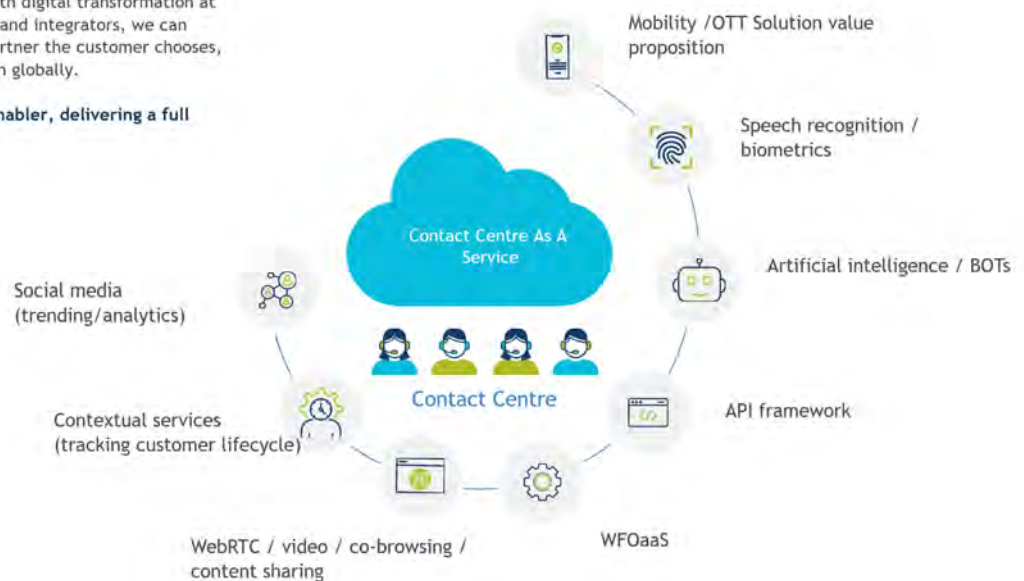 th digital transformation at
and integrators, we can
rtner the customer chooses,
n globally.
nabler, delivering a full
Mobility /OTT Solution value
proposition
Speech recognition /
biometrics
Contact Centre As A
Service
Artificial intelligence / BOTs
Social media
(trending/analytics)
Contact Centre
API framework
Contextual services
(tracking customer lifecycle)
WFOaaS
WebRTC / video / co-browsing /
content sharing